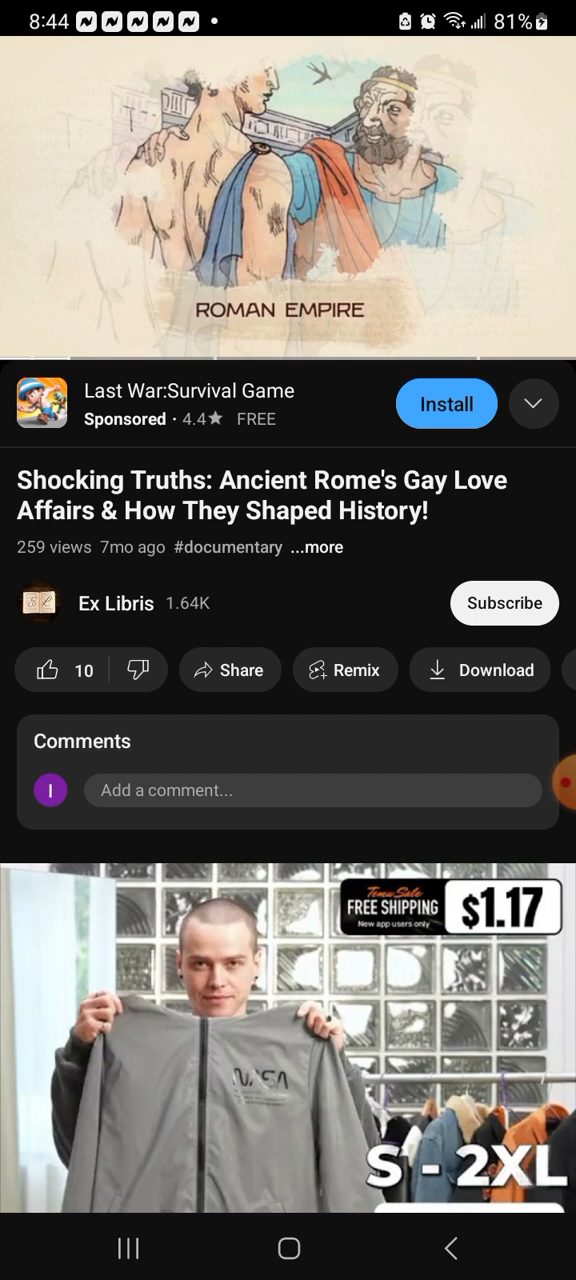 8:44
81%
ROMAN EMPIRE
Last War:Survival Game
Sponsored · 4.4★ FREE
Install
Shocking Truths: Ancient Rome's Gay Love
Affairs & How They Shaped History!
259 views 7mo ago #documentary ...more
Ex Libris 1.64K
Subscribe
10
Share
Remix
Download
Comments
I
Add a comment...
Temu Sale
FREE SHIPPING
New app users only
$1.17
NASA
S - 2XL